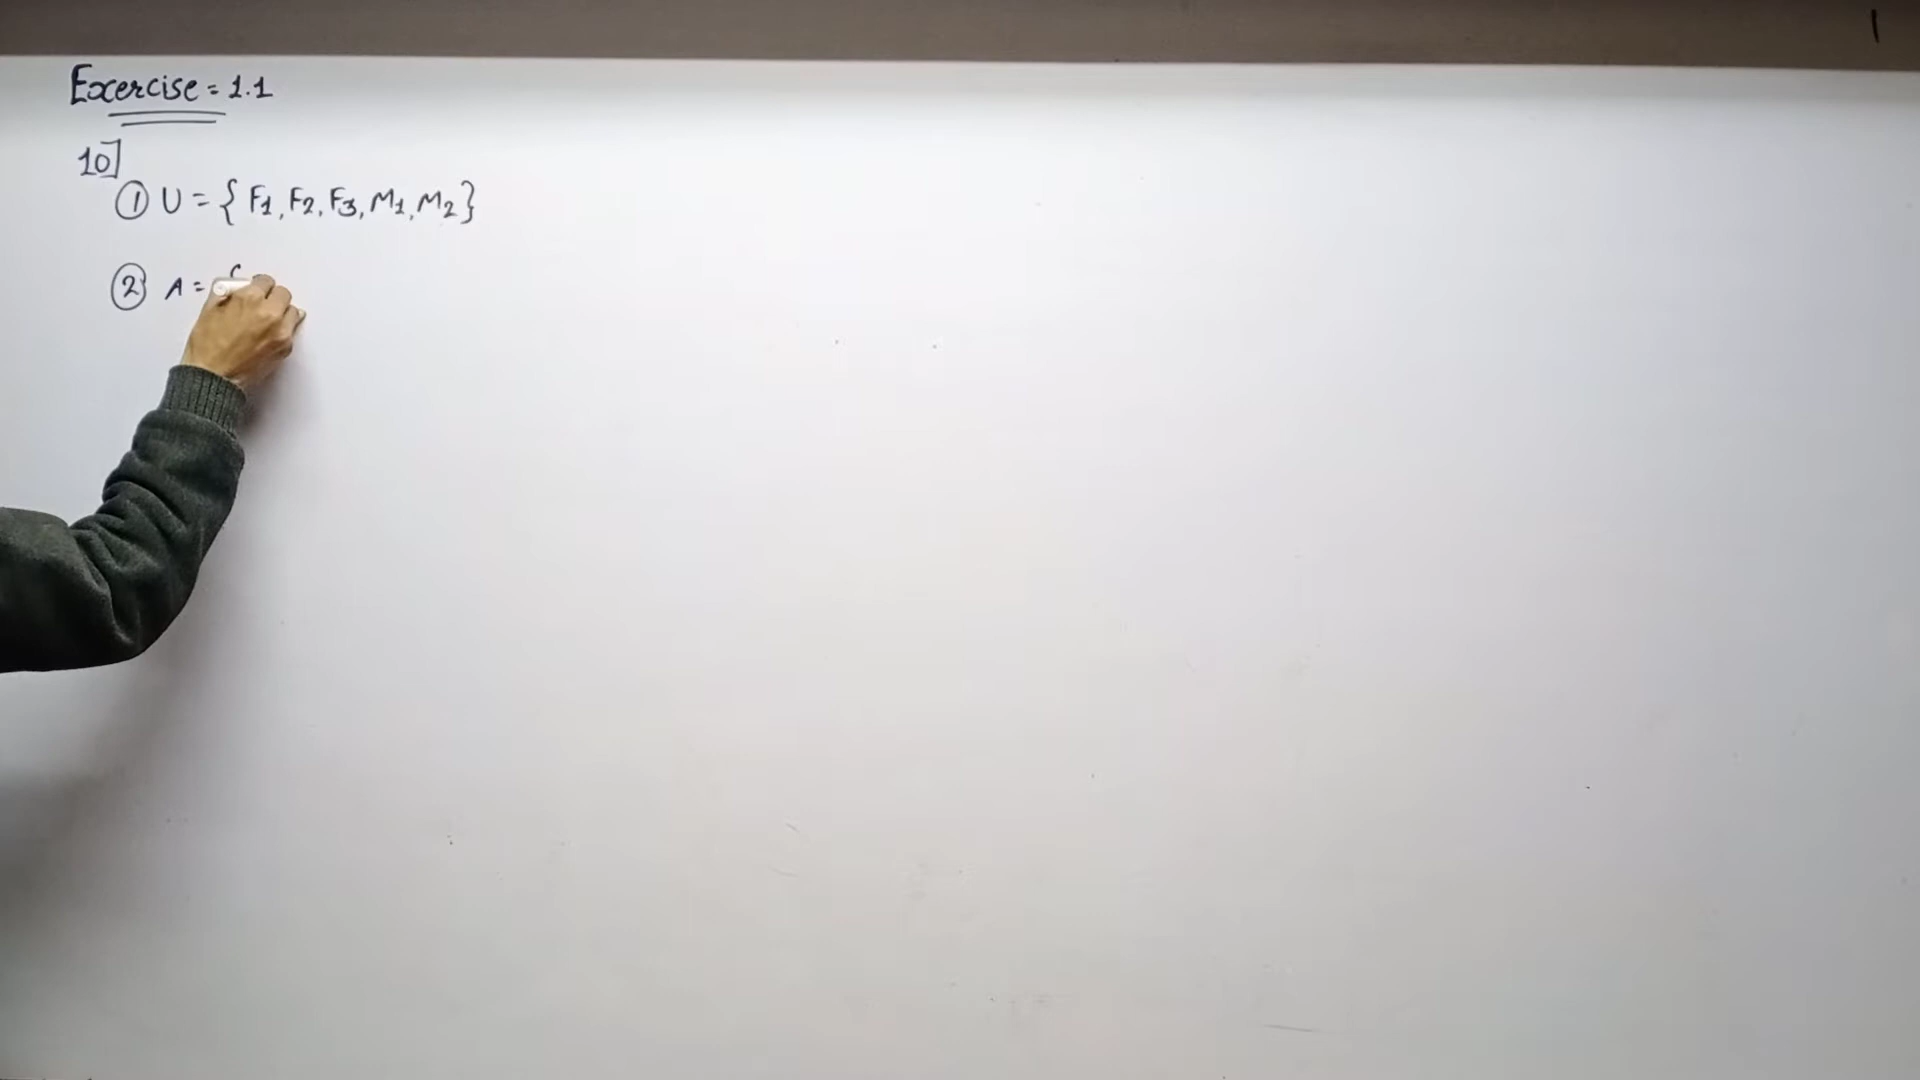 Excercise = 1.1
10]
① U = { F1, F2, F3, M1, M2 }
② A = {